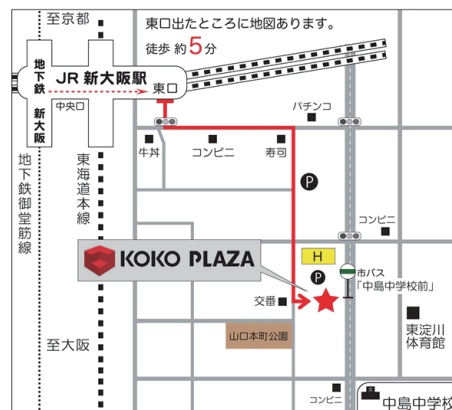 至京都
東口出たところに地図あります。
徒歩 約5分
地下鉄 新大阪
JR 新大阪駅
東口
中央口
パチンコ
牛丼
コンビニ
寿司
P
地下鉄御堂筋線
東海道本線
コンビニ
KOKO PLAZA
H
P
市バス
「中島中学校前」
交番
東淀川
体育館
山口本町公園
至大阪
コンビニ
中島中学校